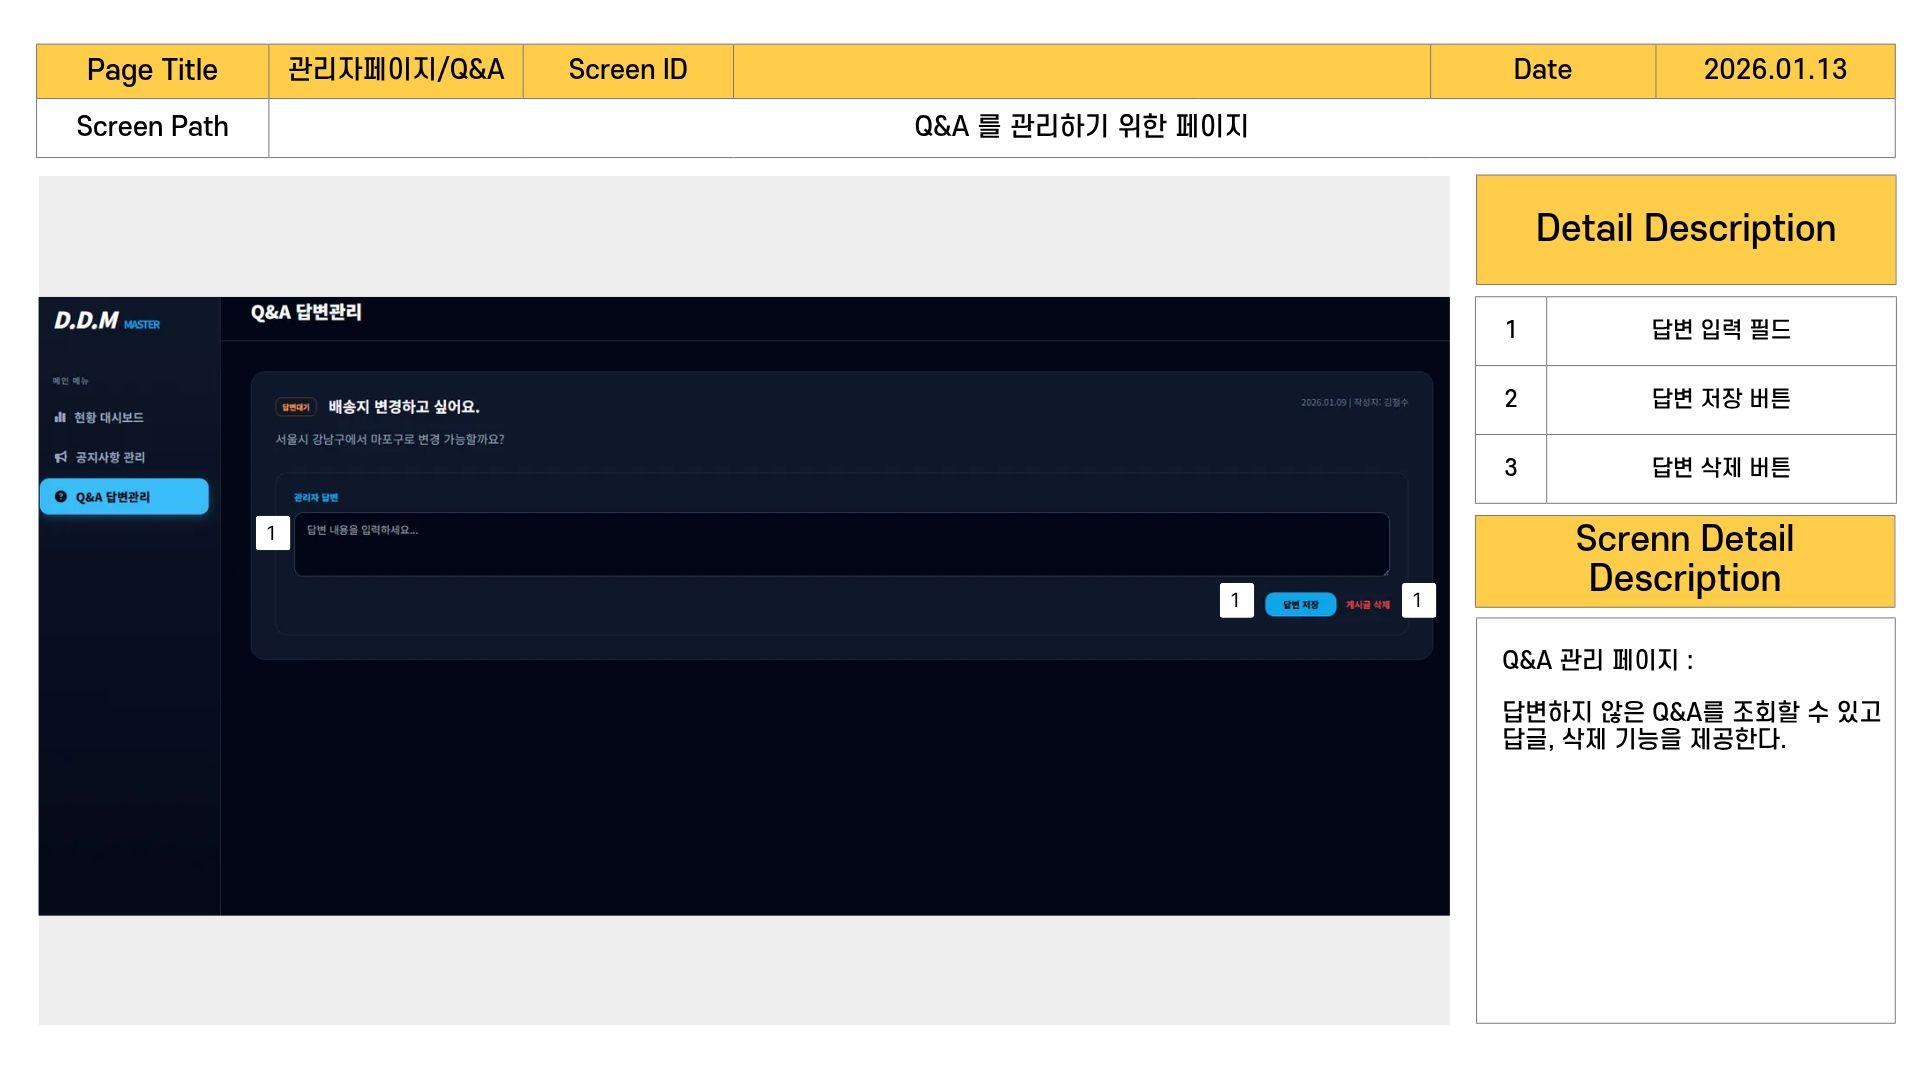 Page Title
관리자페이지/Q&A
Screen ID
Date
2026.01.13
Screen Path
Q&A 를 관리하기 위한 페이지
D.D.M MASTER
메인 메뉴
현황 대시보드
공지사항 관리
Q&A 답변관리
Q&A 답변관리
답변대기 배송지 변경하고 싶어요.
2026.01.09 | 작성자: 김철수
서울시 강남구에서 마포구로 변경 가능할까요?
관리자 답변
1
답변 내용을 입력하세요...
1
답변 저장
게시글 삭제
1
Detail Description
1 답변 입력 필드
2 답변 저장 버튼
3 답변 삭제 버튼
Screnn Detail
Description
Q&A 관리 페이지 :
답변하지 않은 Q&A를 조회할 수 있고
답글, 삭제 기능을 제공한다.